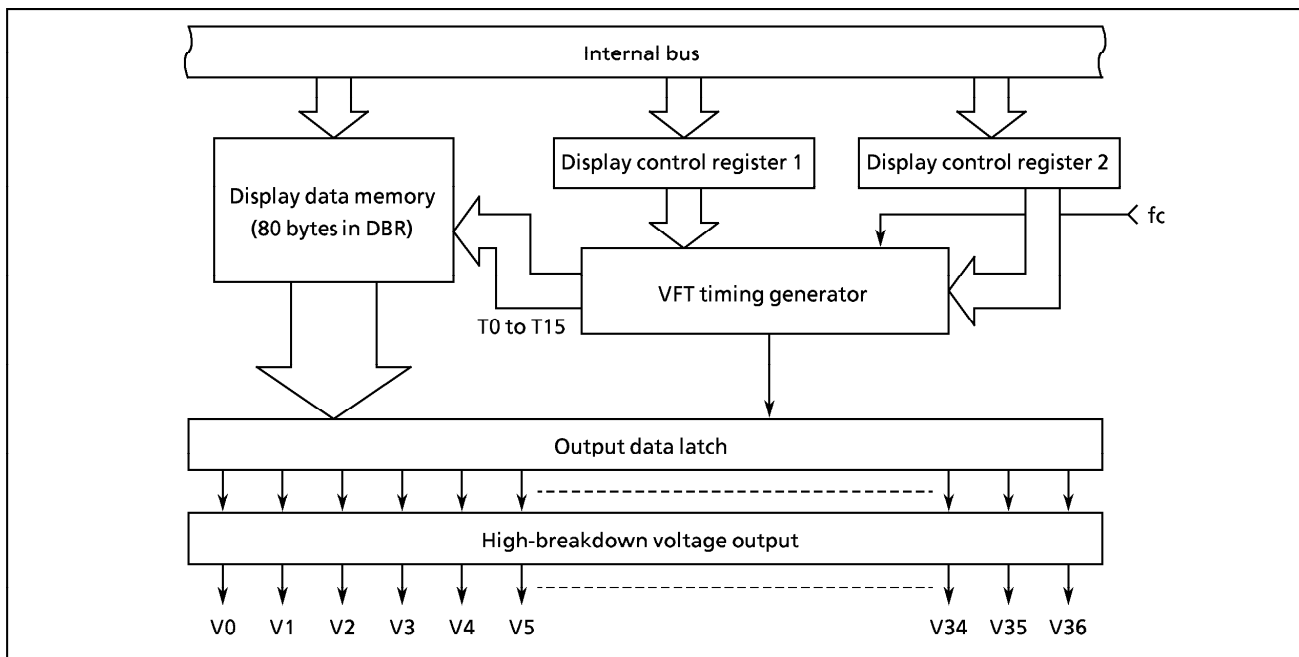 Internal bus
Display data memory
(80 bytes in DBR)
Display control register 1
Display control register 2
fc
VFT timing generator
T0 to T15
Output data latch
High-breakdown voltage output
V0 V1 V2 V3 V4 V5 V34 V35 V36